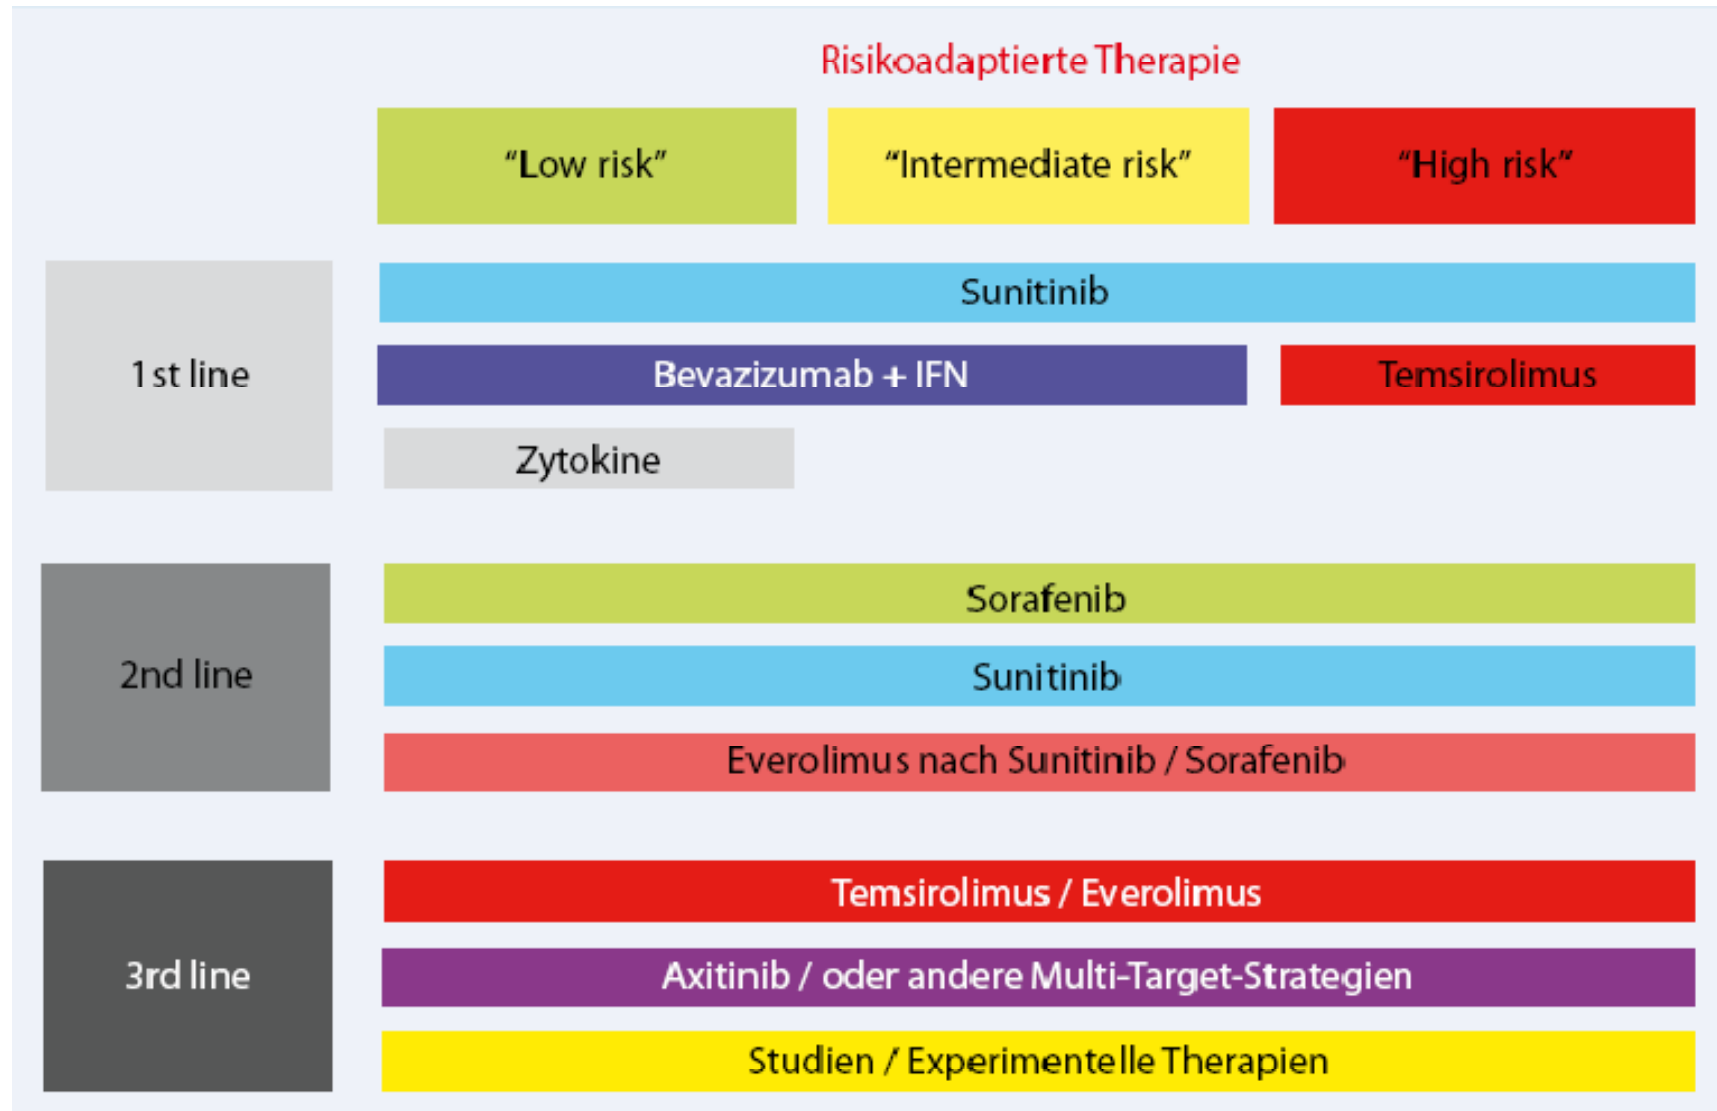 Risikoadaptierte Therapie
“Low risk”
“Intermediate risk”
“High risk”
1st line
Sunitinib
Bevazizumab + IFN
Temsirolimus
Zytokine
2nd line
Sorafenib
Sunitinib
Everolimus nach Sunitinib / Sorafenib
3rd line
Temsirolimus / Everolimus
Axitinib / oder andere Multi-Target-Strategien
Studien / Experimentelle Therapien